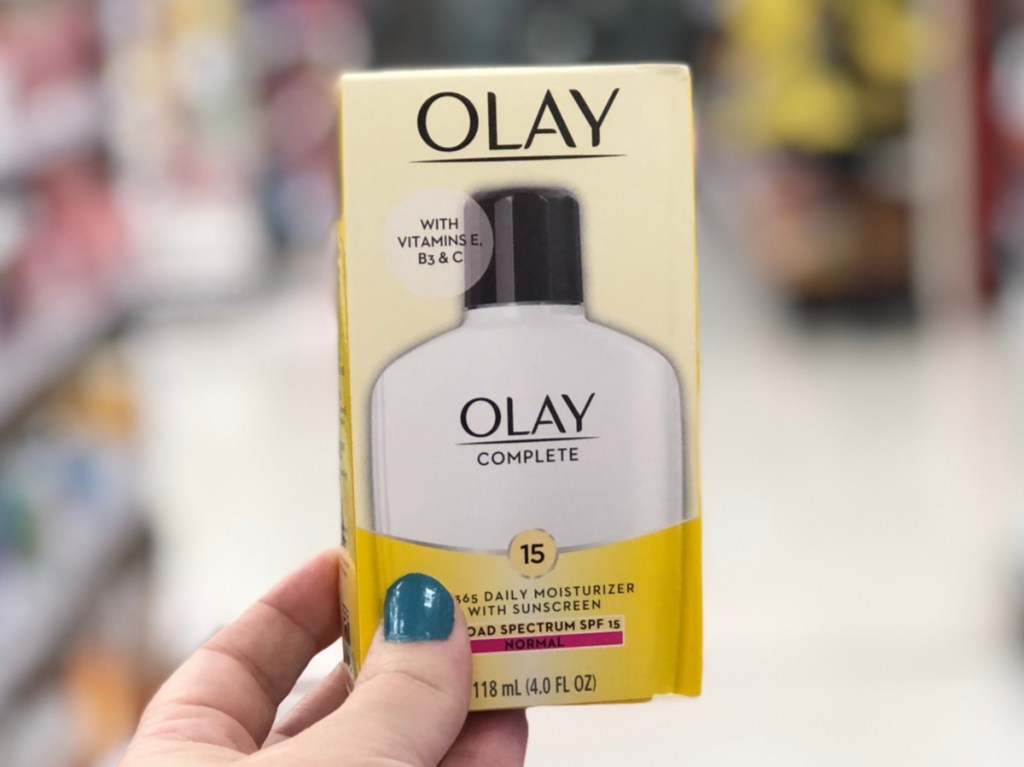 OLAY
WITH
VITAMINS E,
B3 & C
OLAY
COMPLETE
15
365 DAILY MOISTURIZER
WITH SUNSCREEN
OAD SPECTRUM SPF 15
NORMAL
118 mL (4.0 FL OZ)